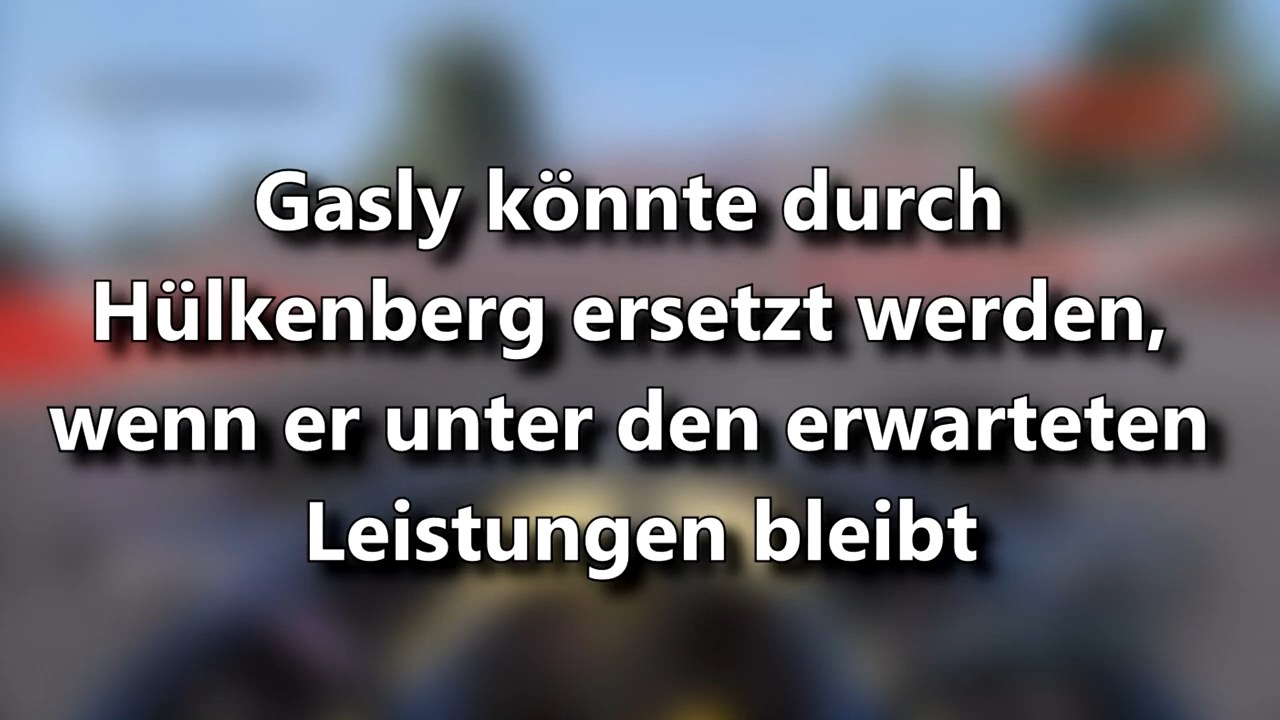 Gasly könnte durch
Hülkenberg ersetzt werden,
wenn er unter den erwarteten
Leistungen bleibt